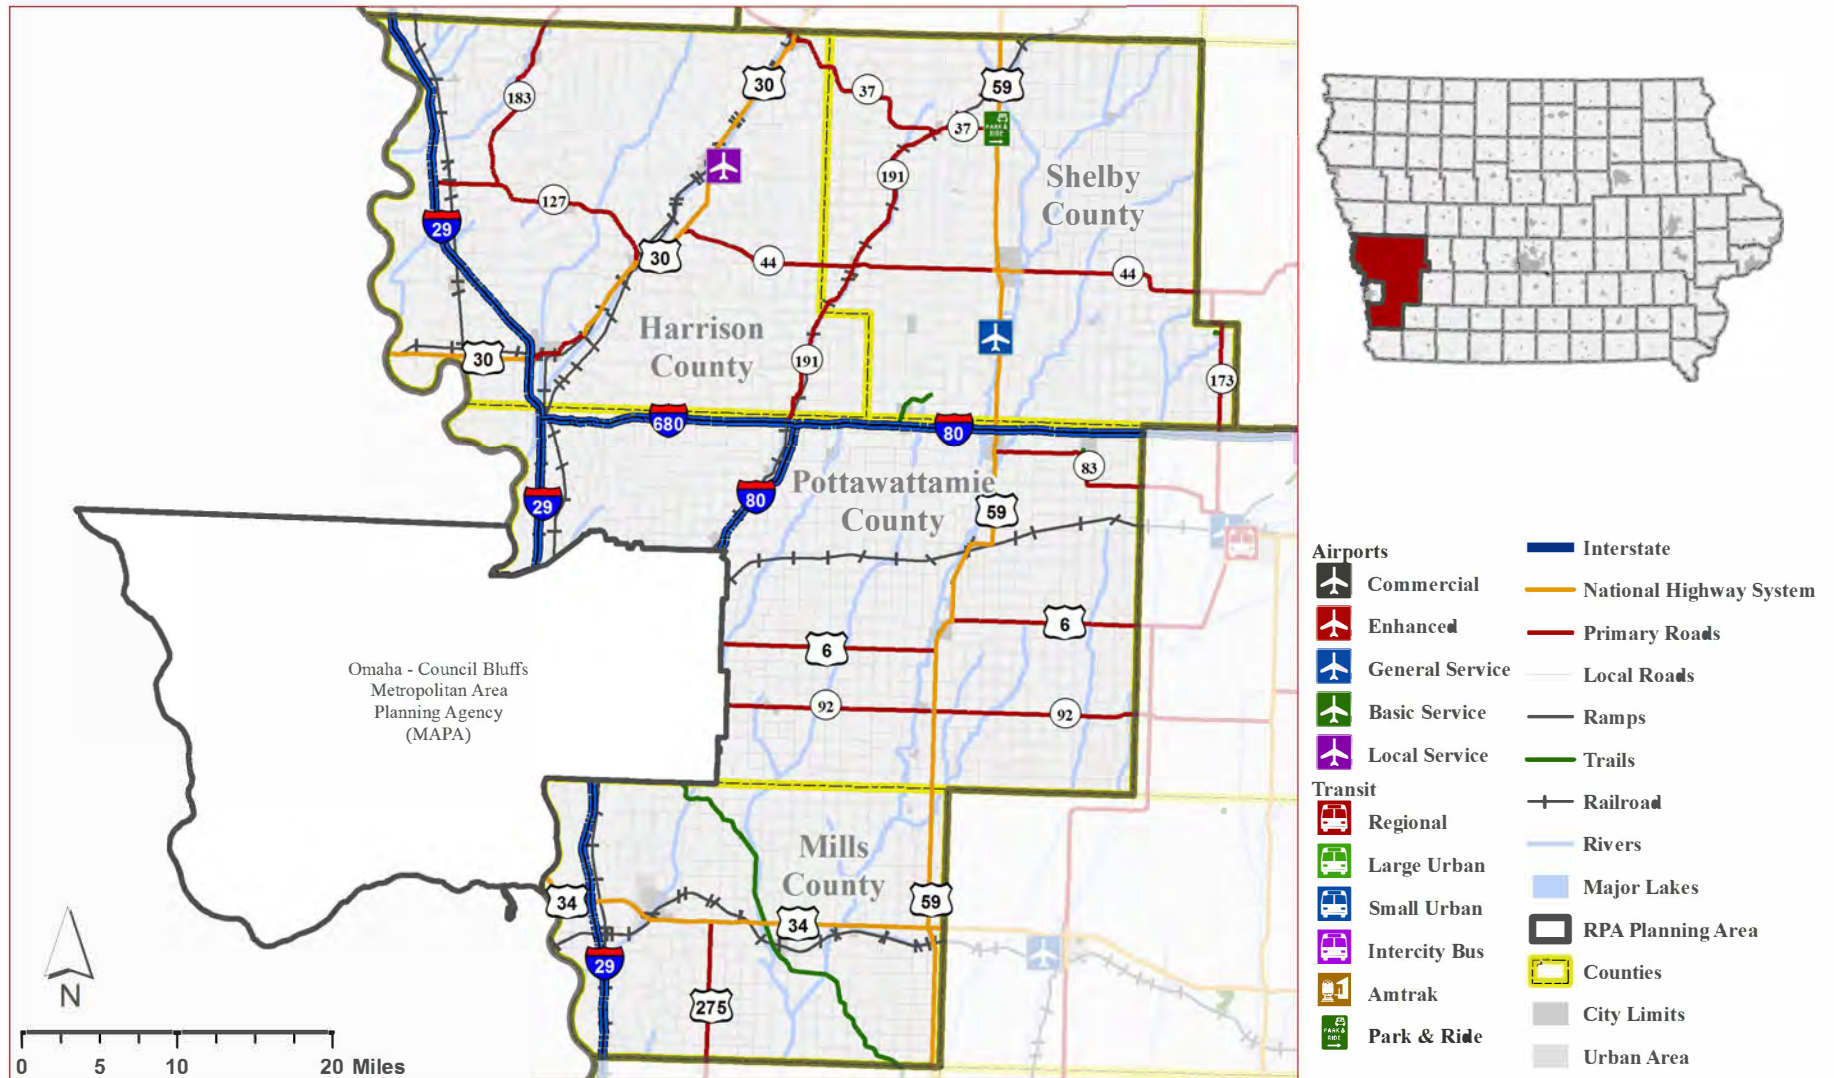 30
59
183
37
37
PARK &
RIDE
191
Shelby
County
127
29
30
44
44
Harrison
County
30
191
173
680
80
83
Pottawattamie
County
29
80
59
6
6
Omaha - Council Bluffs
Metropolitan Area
Planning Agency
(MAPA)
92
92
Mills
County
34
59
34
29
275
N
0 5 10 20 Miles
Airports
Commercial
Enhanced
General Service
Basic Service
Local Service
Transit
Regional
Large Urban
Small Urban
Intercity Bus
Amtrak
PARK &
RIDE
Park & Ride
Interstate
National Highway System
Primary Roads
Local Roads
Ramps
Trails
Railroad
Rivers
Major Lakes
RPA Planning Area
Counties
City Limits
Urban Area